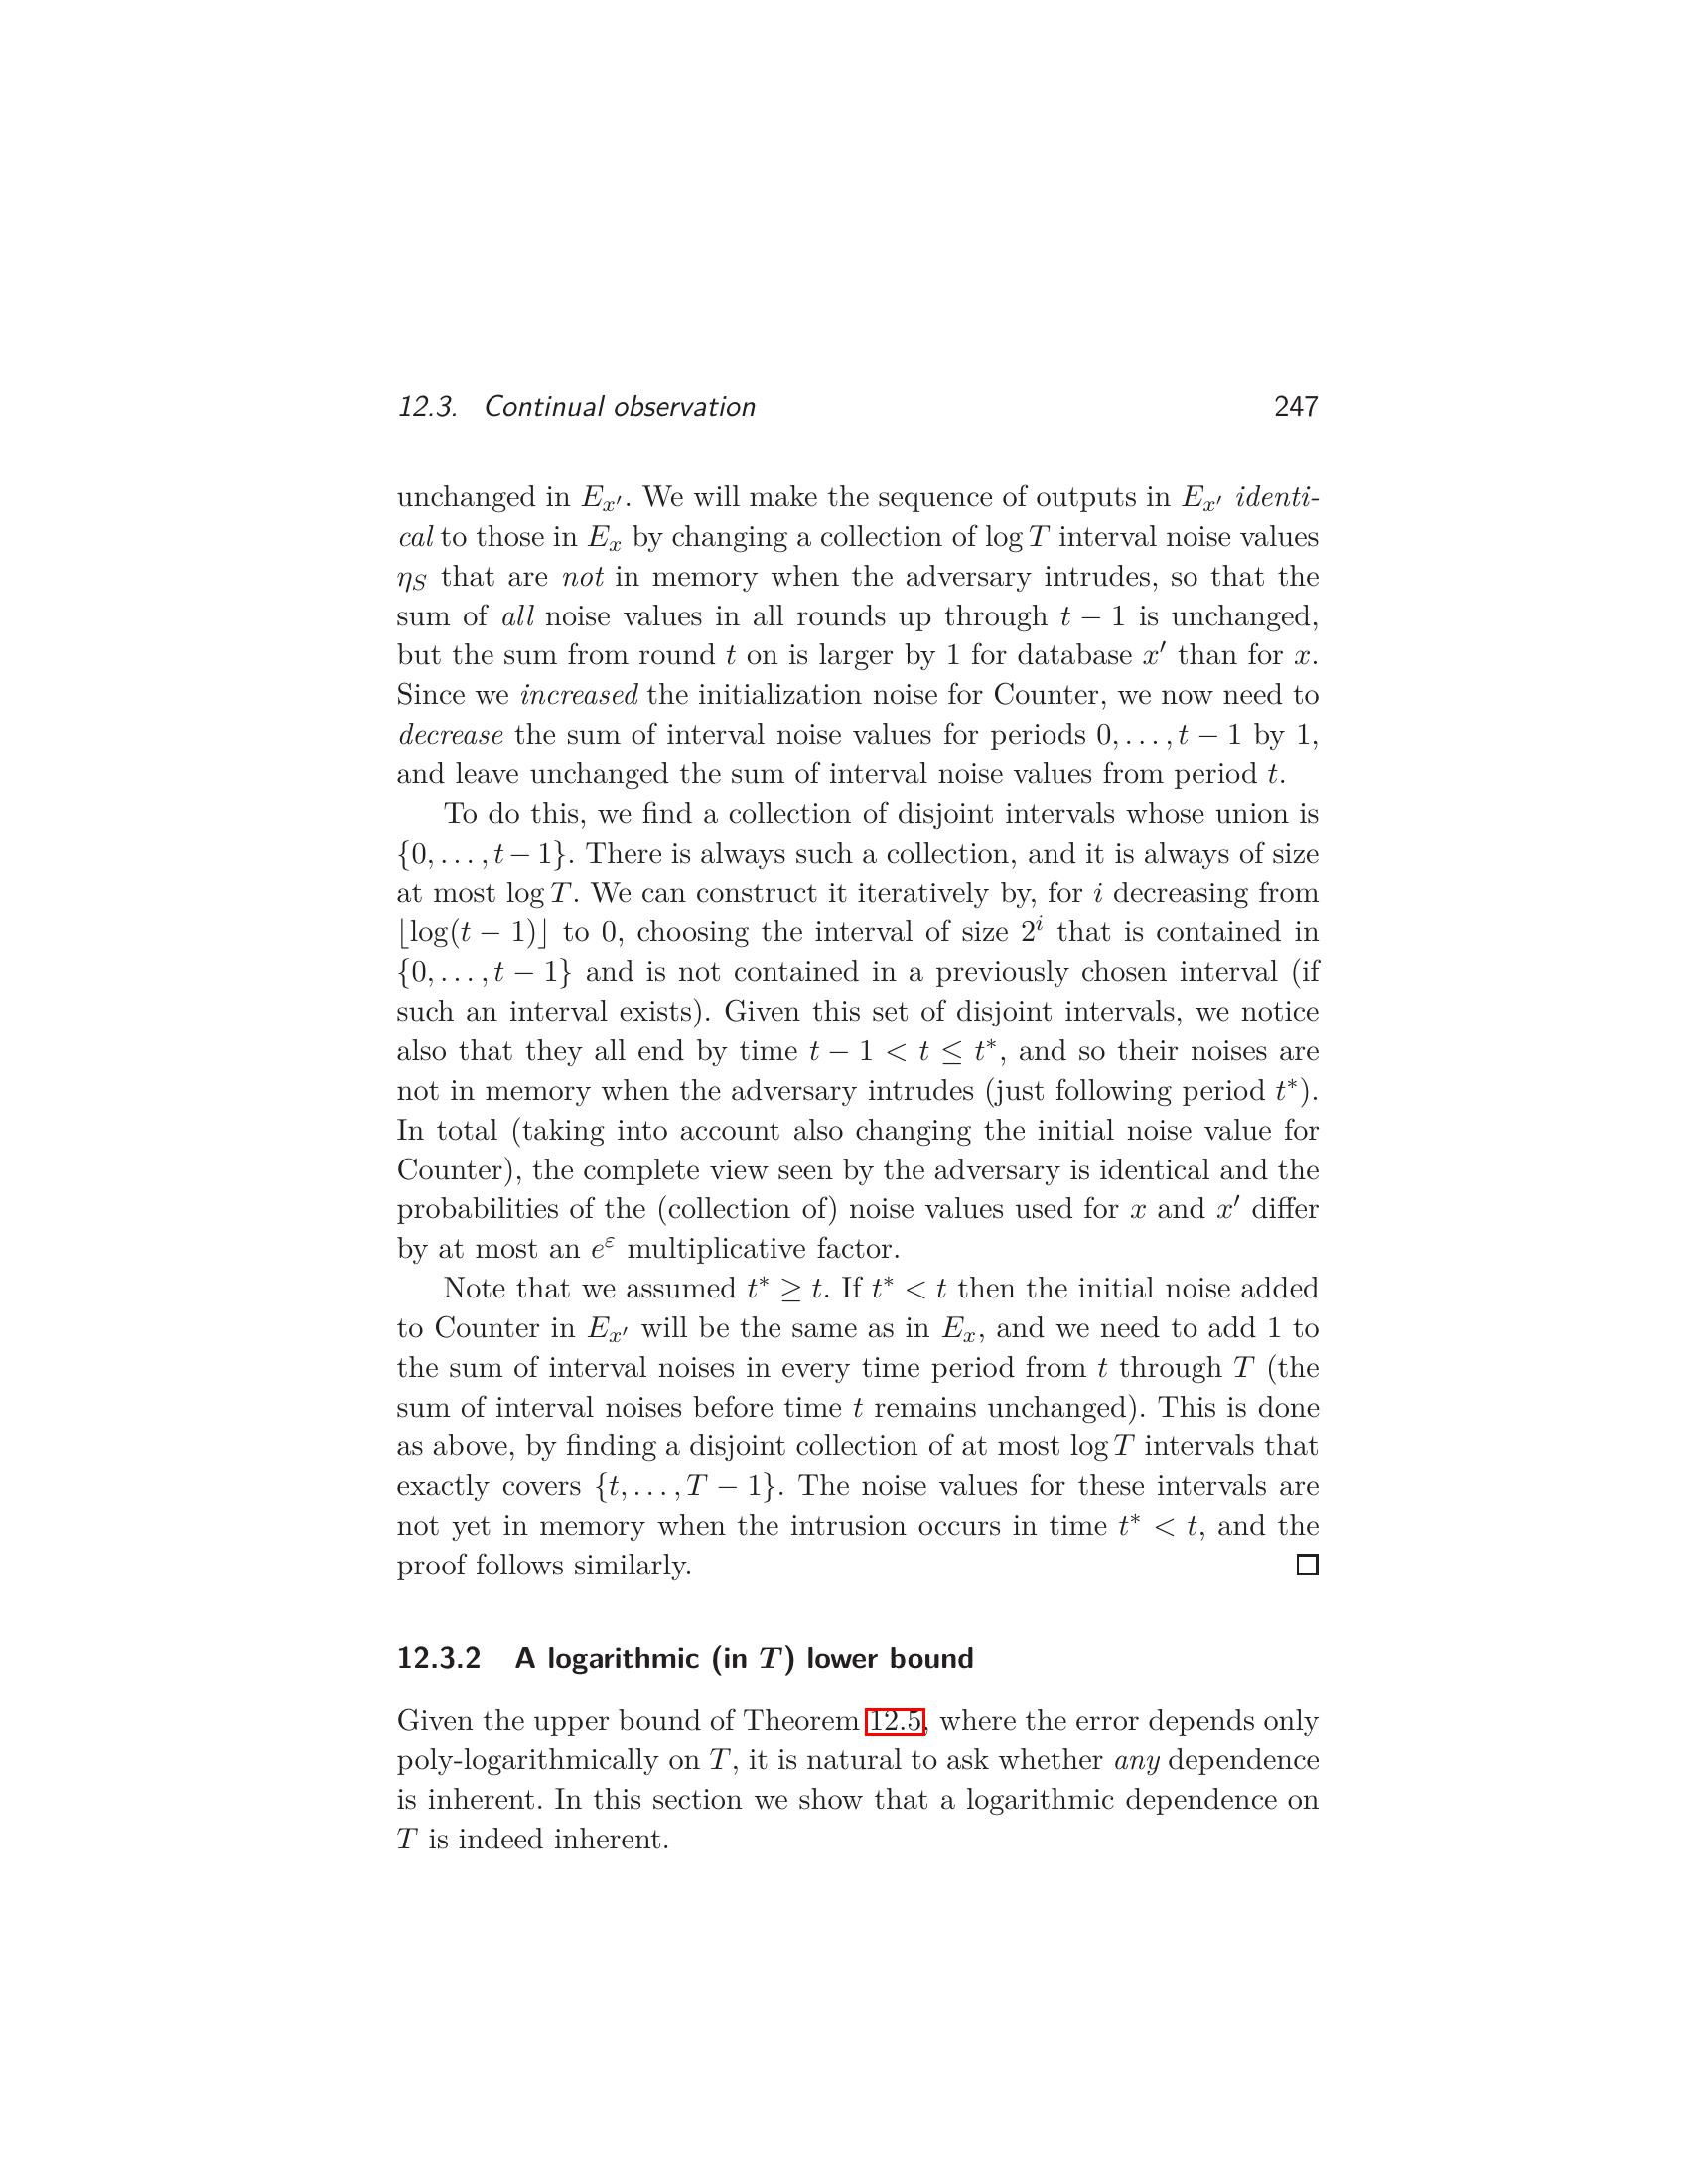 12.3. Continual observation 247
unchanged in E_{x′}. We will make the sequence of outputs in E_{x′} identi-
cal to those in E_x by changing a collection of log T interval noise values
η_S that are not in memory when the adversary intrudes, so that the
sum of all noise values in all rounds up through t − 1 is unchanged,
but the sum from round t on is larger by 1 for database x′ than for x.
Since we increased the initialization noise for Counter, we now need to
decrease the sum of interval noise values for periods 0, . . . , t − 1 by 1,
and leave unchanged the sum of interval noise values from period t.
To do this, we find a collection of disjoint intervals whose union is
{0, . . . , t − 1}. There is always such a collection, and it is always of size
at most log T. We can construct it iteratively by, for i decreasing from
⌊log(t − 1)⌋ to 0, choosing the interval of size 2^i that is contained in
{0, . . . , t − 1} and is not contained in a previously chosen interval (if
such an interval exists). Given this set of disjoint intervals, we notice
also that they all end by time t − 1 < t ≤ t*, and so their noises are
not in memory when the adversary intrudes (just following period t*).
In total (taking into account also changing the initial noise value for
Counter), the complete view seen by the adversary is identical and the
probabilities of the (collection of) noise values used for x and x′ differ
by at most an e^ε multiplicative factor.
Note that we assumed t* ≥ t. If t* < t then the initial noise added
to Counter in E_{x′} will be the same as in E_x, and we need to add 1 to
the sum of interval noises in every time period from t through T (the
sum of interval noises before time t remains unchanged). This is done
as above, by finding a disjoint collection of at most log T intervals that
exactly covers {t, . . . , T − 1}. The noise values for these intervals are
not yet in memory when the intrusion occurs in time t* < t, and the
proof follows similarly. □
12.3.2 A logarithmic (in T) lower bound
Given the upper bound of Theorem 12.5, where the error depends only
poly-logarithmically on T, it is natural to ask whether any dependence
is inherent. In this section we show that a logarithmic dependence on
T is indeed inherent.